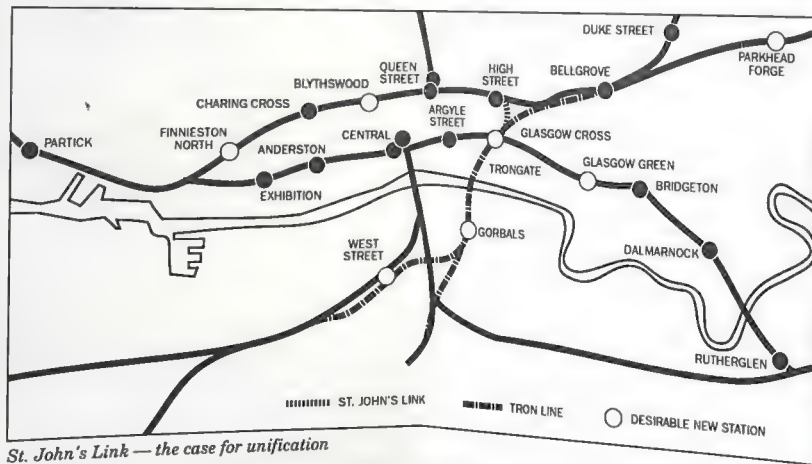 DUKE STREET
PARKHEAD
FORGE
QUEEN
STREET
HIGH
STREET
BELLGROVE
BLYTHSWOOD
CHARING CROSS
ARGYLE
STREET
CENTRAL
GLASGOW CROSS
PARTICK
FINNIESTON
NORTH
ANDERSTON
TRONGATE
GLASGOW GREEN
BRIDGETON
EXHIBITION
WEST
STREET
GORBALS
DALMARNOCK
RUTHERGLEN
ST. JOHN'S LINK
TRON LINE
DESIRABLE NEW STATION
St. John's Link — the case for unification